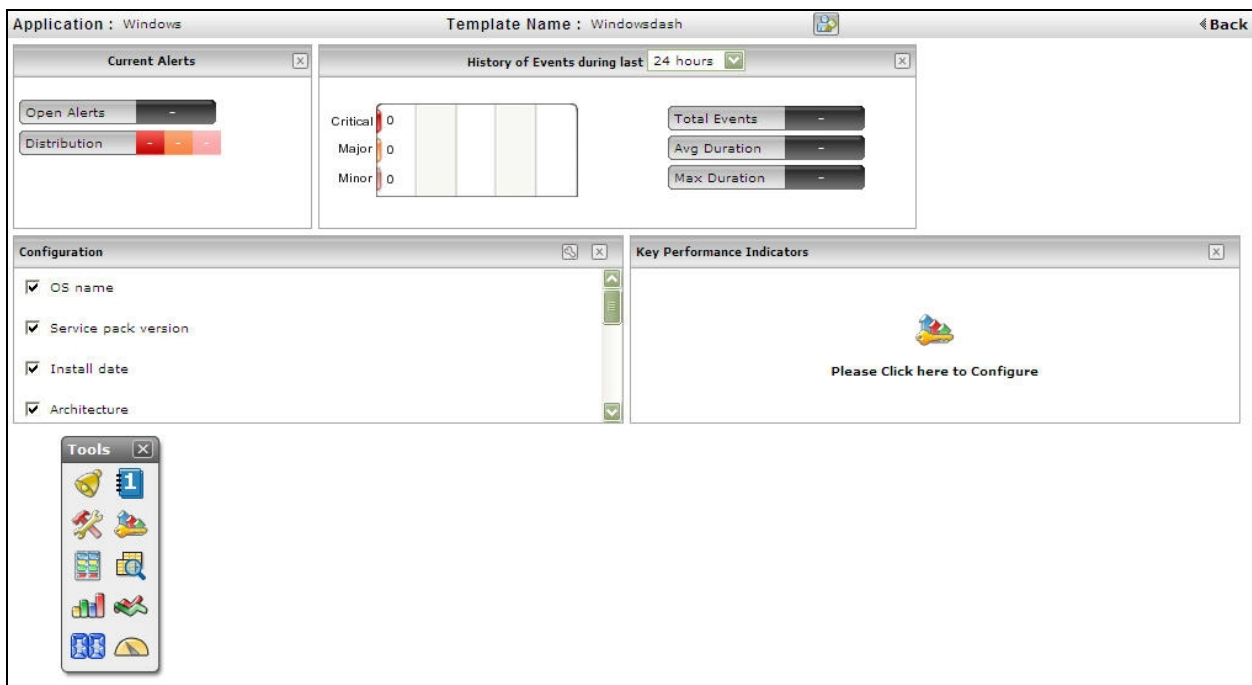 Application : Windows
Template Name : Windowsdash
Back
Current Alerts
History of Events during last 24 hours
Open Alerts -
Distribution - - -
Critical 0
Major 0
Minor 0
Total Events -
Avg Duration -
Max Duration -
Configuration
Key Performance Indicators
OS name
Service pack version
Install date
Architecture
Please Click here to Configure
Tools
1